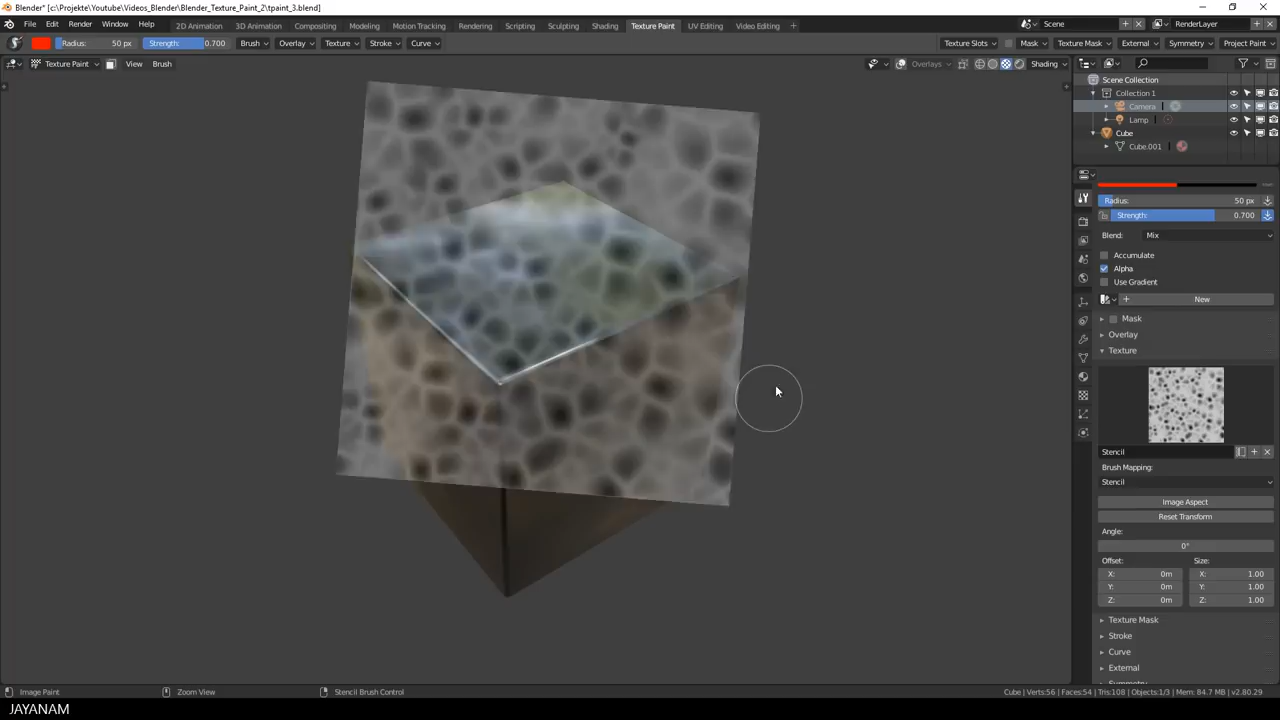 Blender* [c:\Projekte\Youtube\Videos_Blender\Blender_Texture_Paint_2\tpaint_3.blend]
File Edit Render Window Help 2D Animation 3D Animation Compositing Modeling Motion Tracking Rendering Scripting Sculpting Shading Texture Paint UV Editing Video Editing + Scene RenderLayer
Radius: 50 px Strength: 0.700 Brush Overlay Texture Stroke Curve Texture Slots Mask Texture Mask External Symmetry Project Paint
Texture Paint View Brush Overlays Shading
Scene Collection
Collection 1
Camera
Lamp
Cube
Cube.001
Radius: 50 px
Strength: 0.700
Blend: Mix
Accumulate
Alpha
Use Gradient
+ New
Mask
Overlay
Texture
Stencil
Brush Mapping:
Stencil
Image Aspect
Reset Transform
Angle:
0°
Offset: Size:
X: 0m X: 1.00
Y: 0m Y: 1.00
Z: 0m Z: 1.00
Texture Mask
Stroke
Curve
External
Image Paint Zoom View Stencil Brush Control Cube | Verts:56 | Faces:54 | Tris:108 | Objects:1/3 | Mem: 84.7 MB | v2.80.29
JAYANAM